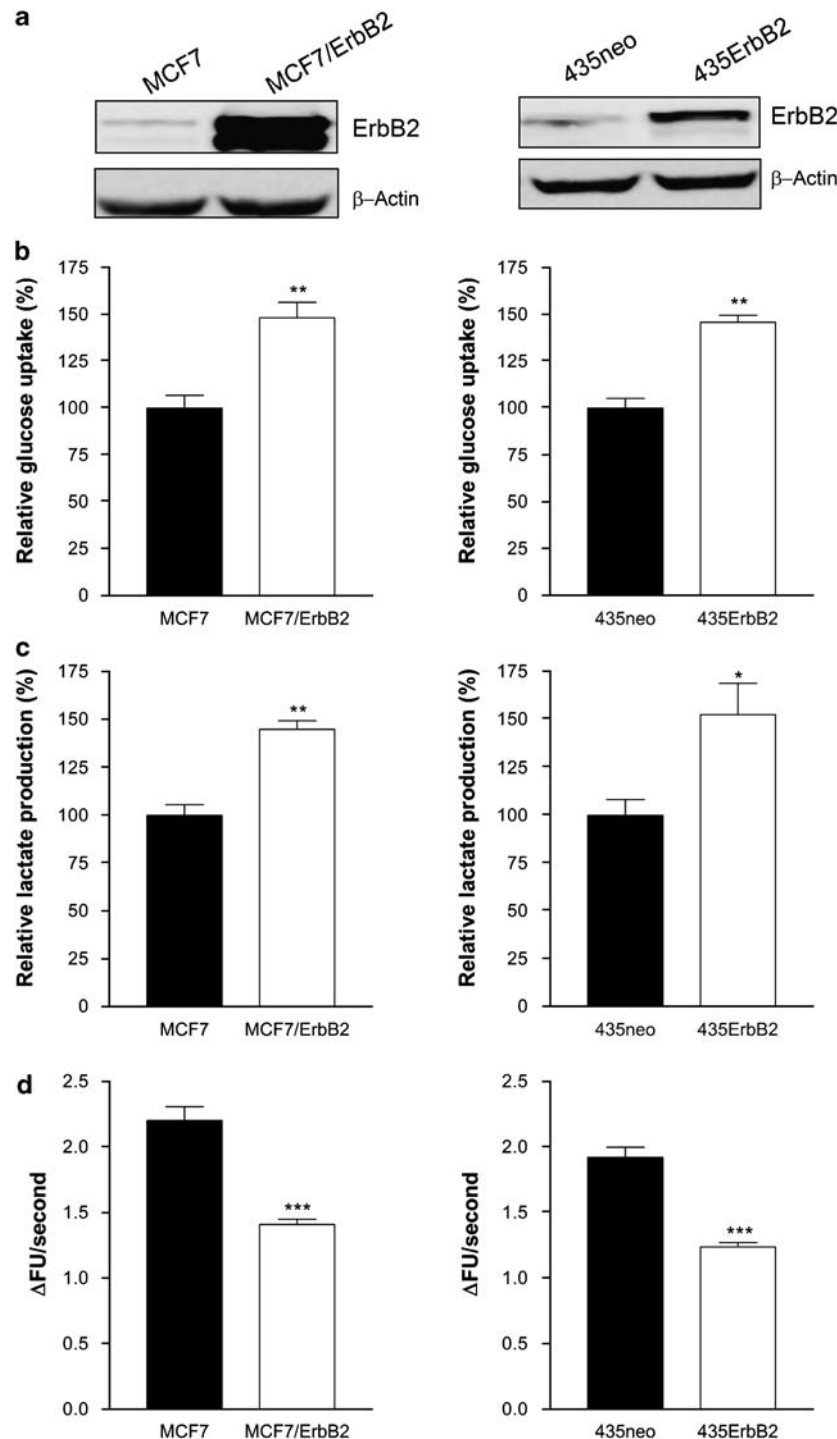 a
MCF7
MCF7/ErbB2
ErbB2
β–Actin
435neo
435ErbB2
ErbB2
β–Actin
b
Relative glucose uptake (%)
175
150
125
100
75
50
25
0
**
MCF7
MCF7/ErbB2
Relative glucose uptake (%)
175
150
125
100
75
50
25
0
**
435neo
435ErbB2
c
Relative lactate production (%)
175
150
125
100
75
50
25
0
**
MCF7
MCF7/ErbB2
Relative lactate production (%)
175
150
125
100
75
50
25
0
*
435neo
435ErbB2
d
ΔFU/second
2.5
2.0
1.5
1.0
0.5
0.0
***
MCF7
MCF7/ErbB2
ΔFU/second
2.5
2.0
1.5
1.0
0.5
0.0
***
435neo
435ErbB2